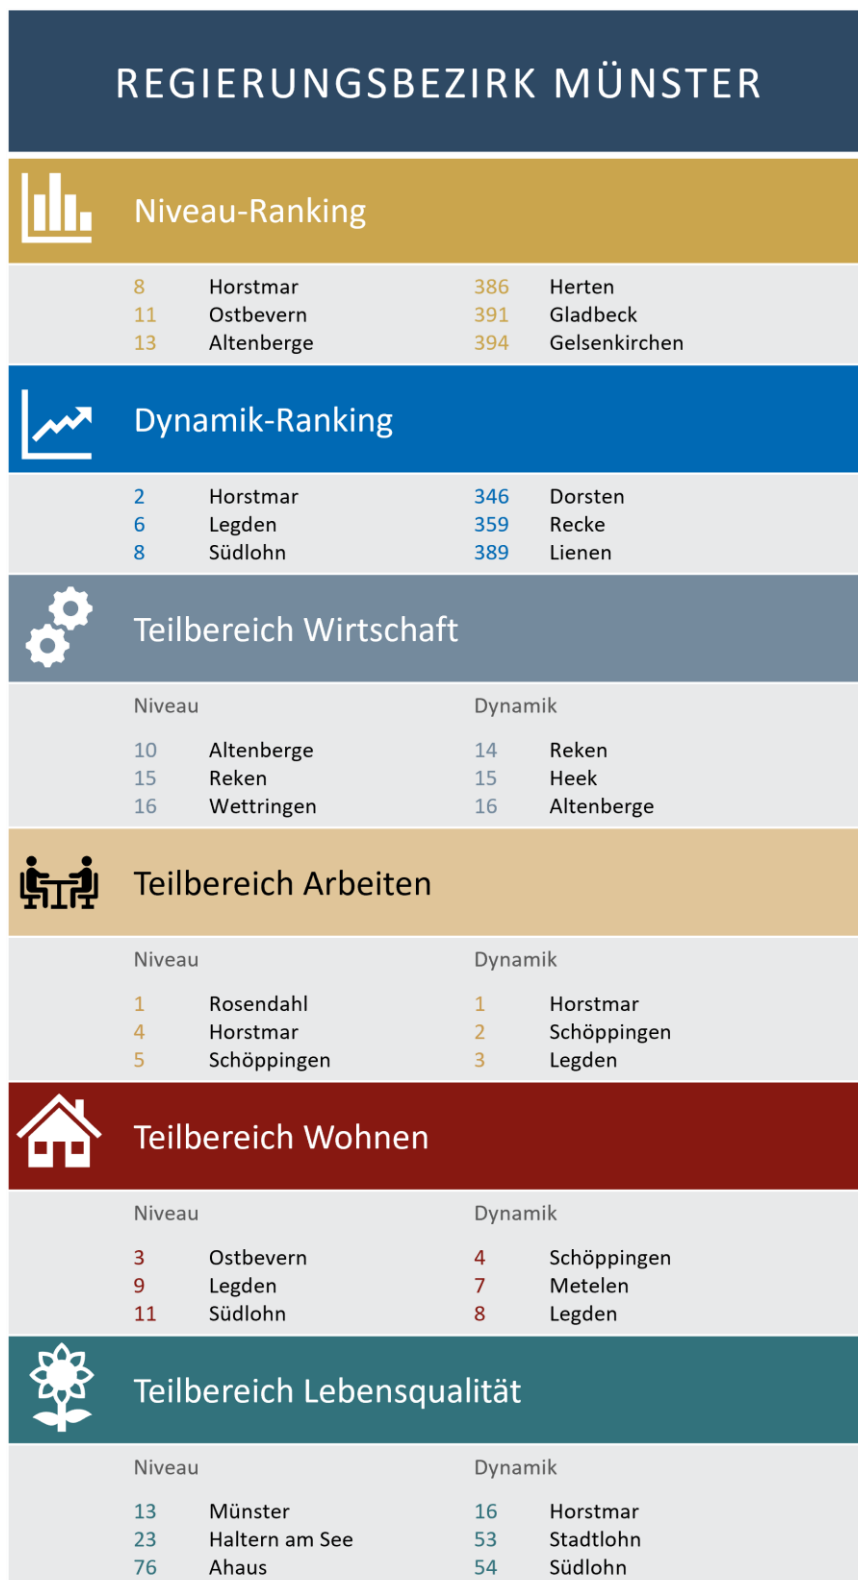 REGIERUNGSBEZIRK MÜNSTER
Niveau-Ranking
8 Horstmar 386 Herten
11 Ostbevern 391 Gladbeck
13 Altenberge 394 Gelsenkirchen
Dynamik-Ranking
2 Horstmar 346 Dorsten
6 Legden 359 Recke
8 Südlohn 389 Lienen
Teilbereich Wirtschaft
Niveau Dynamik
10 Altenberge 14 Reken
15 Reken 15 Heek
16 Wettringen 16 Altenberge
Teilbereich Arbeiten
Niveau Dynamik
1 Rosendahl 1 Horstmar
4 Horstmar 2 Schöppingen
5 Schöppingen 3 Legden
Teilbereich Wohnen
Niveau Dynamik
3 Ostbevern 4 Schöppingen
9 Legden 7 Metelen
11 Südlohn 8 Legden
Teilbereich Lebensqualität
Niveau Dynamik
13 Münster 16 Horstmar
23 Haltern am See 53 Stadtlohn
76 Ahaus 54 Südlohn